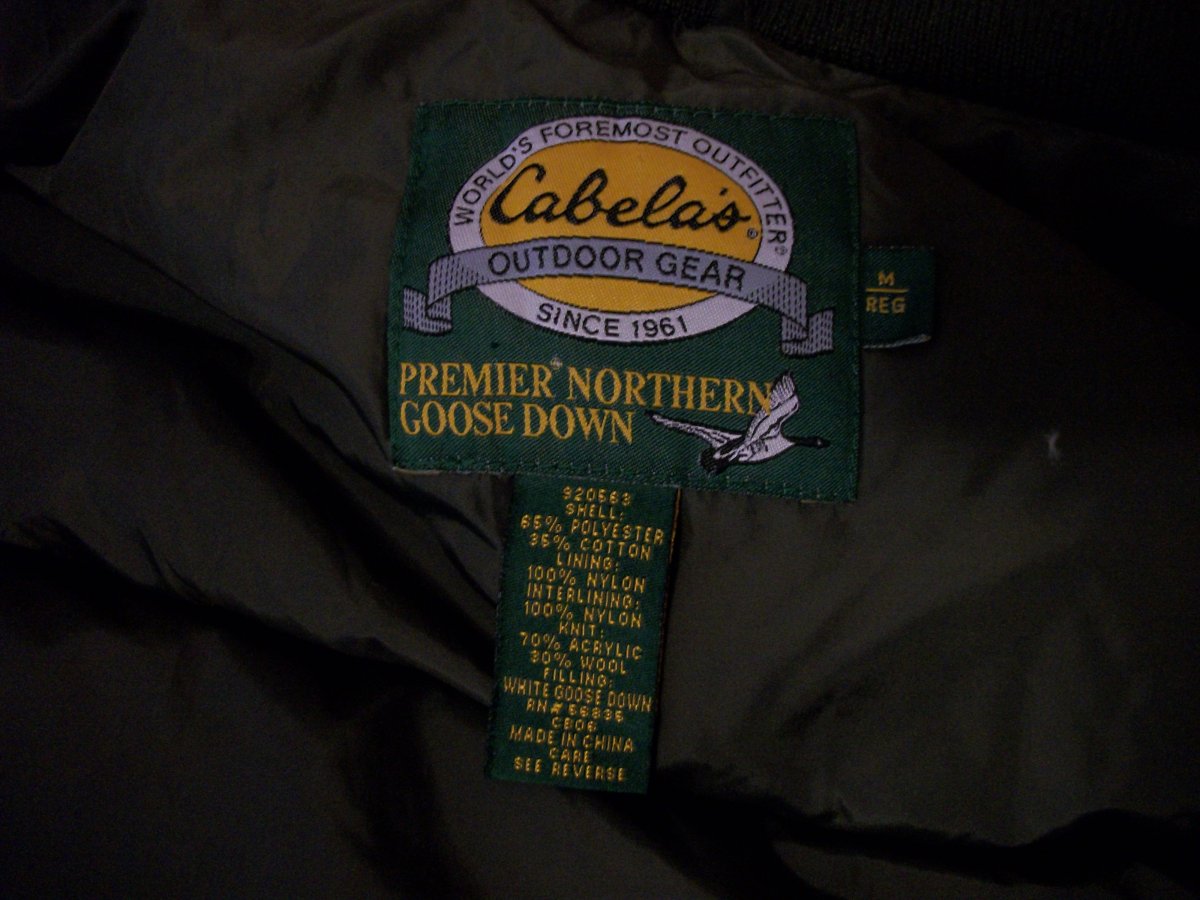 WORLD'S FOREMOST OUTFITTER®
Cabela's®
OUTDOOR GEAR
SINCE 1961
PREMIER NORTHERN
GOOSE DOWN
M
REG
920563
SHELL:
65% POLYESTER
35% COTTON
LINING:
100% NYLON
INTERLINING:
100% NYLON
KNIT:
70% ACRYLIC
30% WOOL
FILLING:
WHITE GOOSE DOWN
RN# 56835
CB06
MADE IN CHINA
CARE
SEE REVERSE